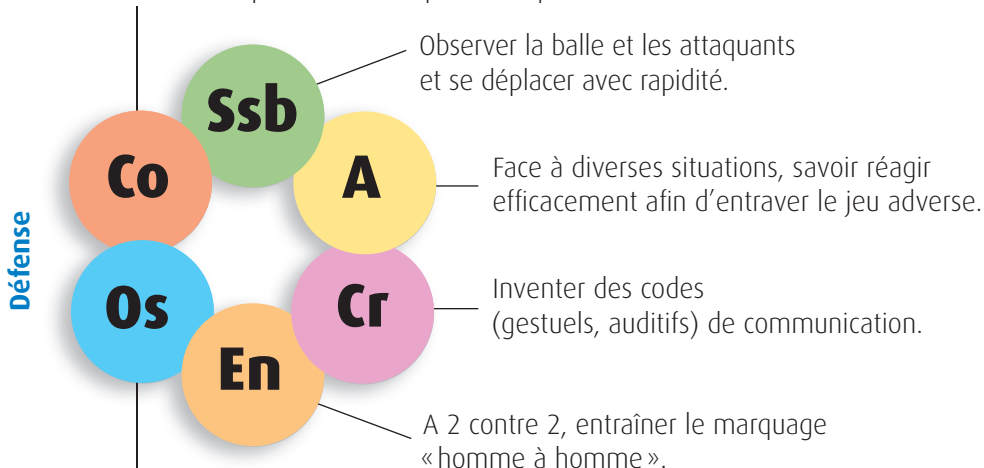 Observer la balle et les attaquants
et se déplacer avec rapidité.
Ssb
Co
A
Face à diverses situations, savoir réagir
efficacement afin d’entraver le jeu adverse.
Défense
Os
Cr
Inventer des codes
(gestuels, auditifs) de communication.
En
A 2 contre 2, entraîner le marquage
«homme à homme».